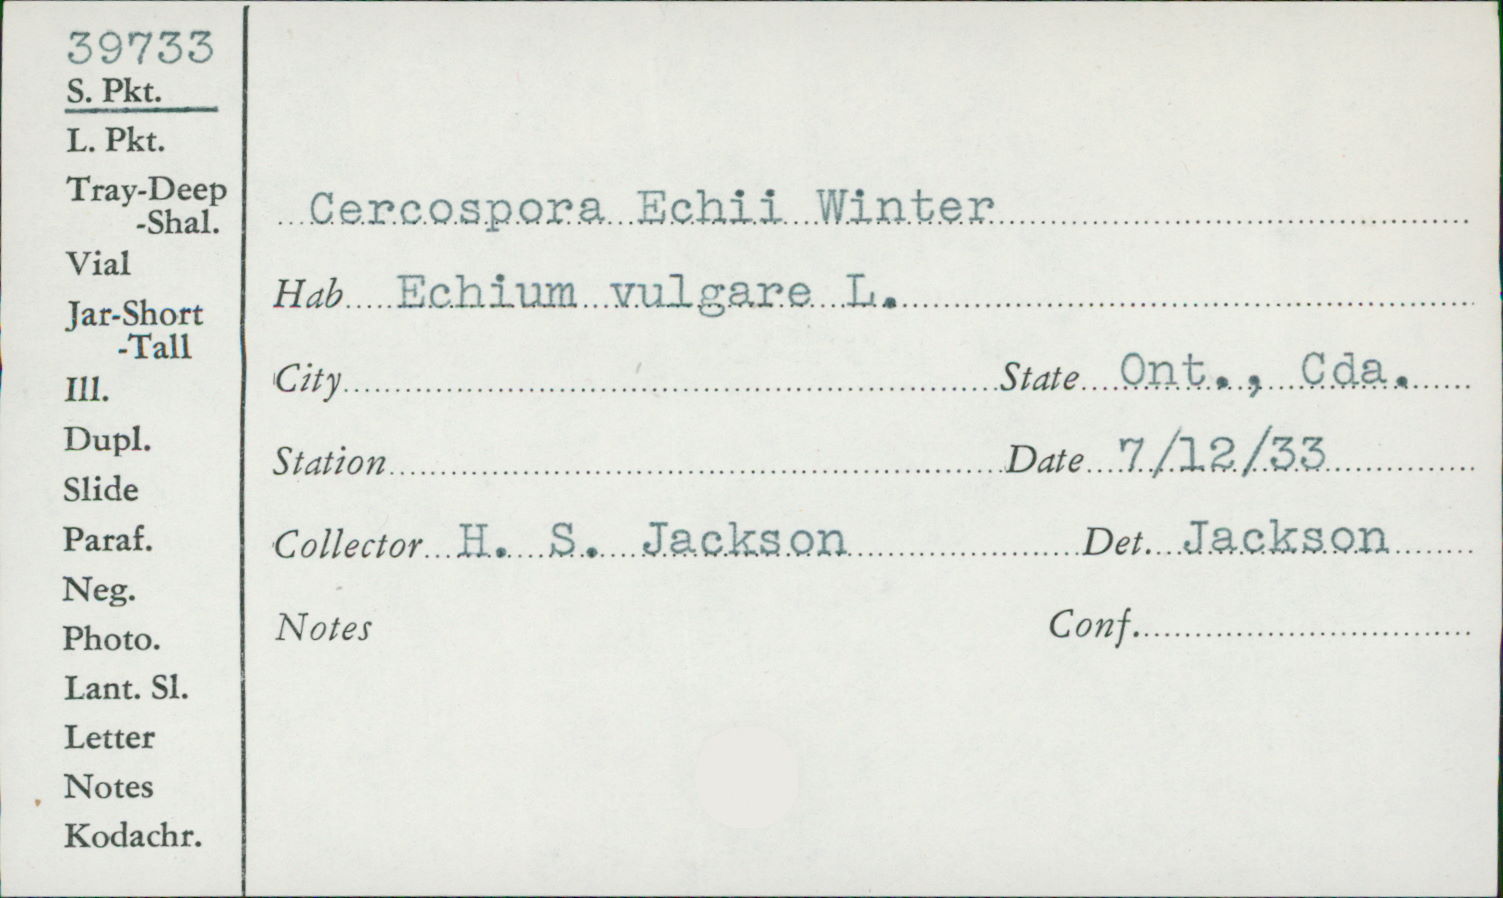 39733
S. Pkt.
L. Pkt.
Tray-Deep
-Shal.
Vial
Jar-Short
-Tall
Ill.
Dupl.
Slide
Paraf.
Neg.
Photo.
Lant. Sl.
Letter
Notes
Kodachr.
Cercospora Echii Winter
Hab Echium vulgare L.
City State Ont., Cda.
Station Date 7/12/33
Collector H. S. Jackson Det. Jackson
Notes Conf.